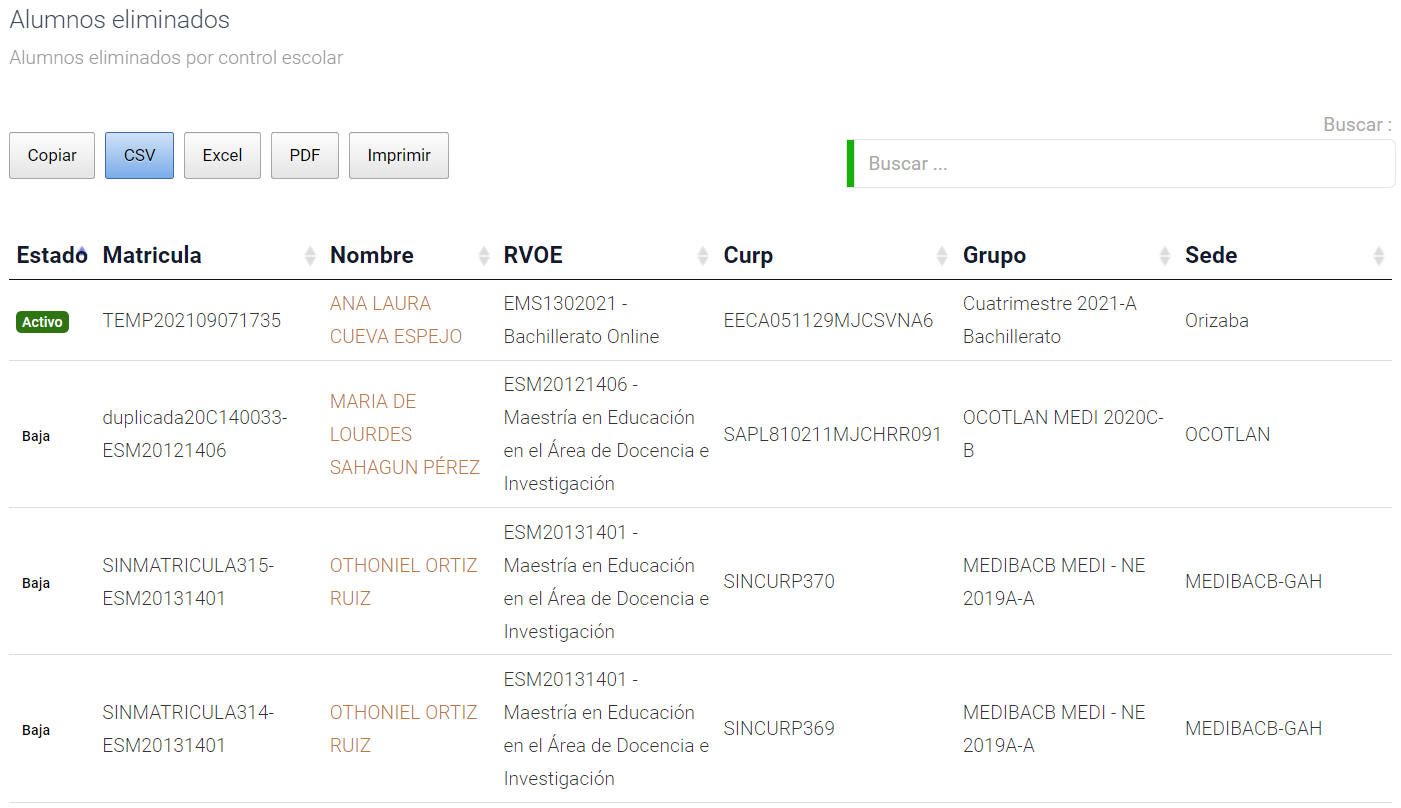 Alumnos eliminados
Alumnos eliminados por control escolar
Buscar :
Copiar CSV Excel PDF Imprimir
Buscar ...
Estado Matricula Nombre RVOE Curp Grupo Sede
Activo
TEMP202109071735
ANA LAURA
CUEVA ESPEJO
EMS1302021 -
Bachillerato Online
EECA051129MJCSVNA6
Cuatrimestre 2021-A
Bachillerato
Orizaba
Baja
duplicada20C140033-
ESM20121406
MARIA DE
LOURDES
SAHAGUN PÉREZ
ESM20121406 -
Maestría en Educación
en el Área de Docencia e
Investigación
SAPL810211MJCHRR091
OCOTLAN MEDI 2020C-
B
OCOTLAN
Baja
SINMATRICULA315-
ESM20131401
OTHONIEL ORTIZ
RUIZ
ESM20131401 -
Maestría en Educación
en el Área de Docencia e
Investigación
SINCURP370
MEDIBACB MEDI - NE
2019A-A
MEDIBACB-GAH
Baja
SINMATRICULA314-
ESM20131401
OTHONIEL ORTIZ
RUIZ
ESM20131401 -
Maestría en Educación
en el Área de Docencia e
Investigación
SINCURP369
MEDIBACB MEDI - NE
2019A-A
MEDIBACB-GAH